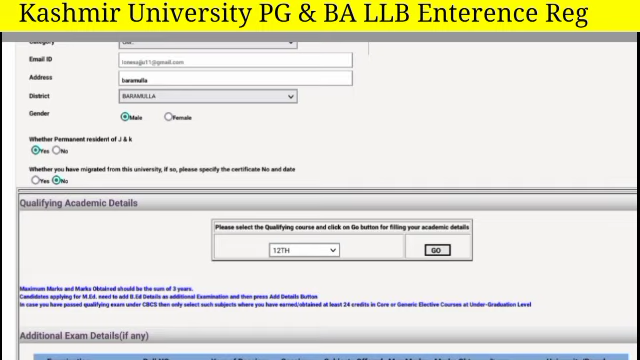 Kashmir University PG & BA LLB Enterence Reg
Category
Email ID
Address baramulla
District BARAMULLA
Gender Male Female
Whether Permanent resident of J & k
Yes No
Whether you have migrated from this university, if so, please specify the certificate No and date
Yes No
Qualifying Academic Details
Please select the Qualifying course and click on Go button for filling your academic details
12TH GO
Maximum Marks and Marks Obtained should be the sum of 3 years.
Candidates applying for M.Ed. need to add B.Ed Details as additional Examination and then press Add Details Button
In case you have passed qualifying exam under CBCS then only select such subjects where you have earned/obtained at least 24 credits in Core or Generic Elective Courses at Under-Graduation Level
Additional Exam Details(if any)